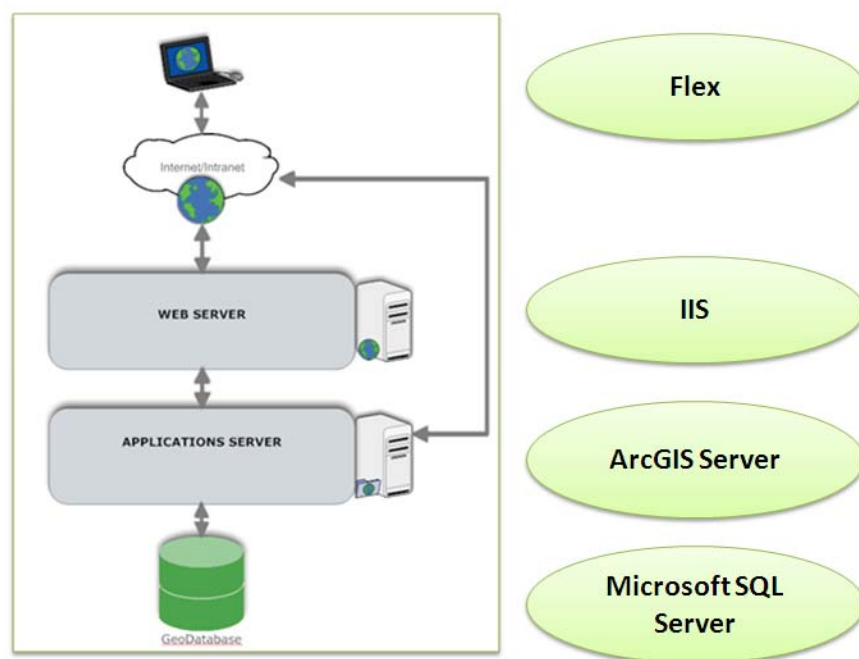 Internet/Intranet
WEB SERVER
APPLICATIONS SERVER
GeoDatabase
Flex
IIS
ArcGIS Server
Microsoft SQL
Server